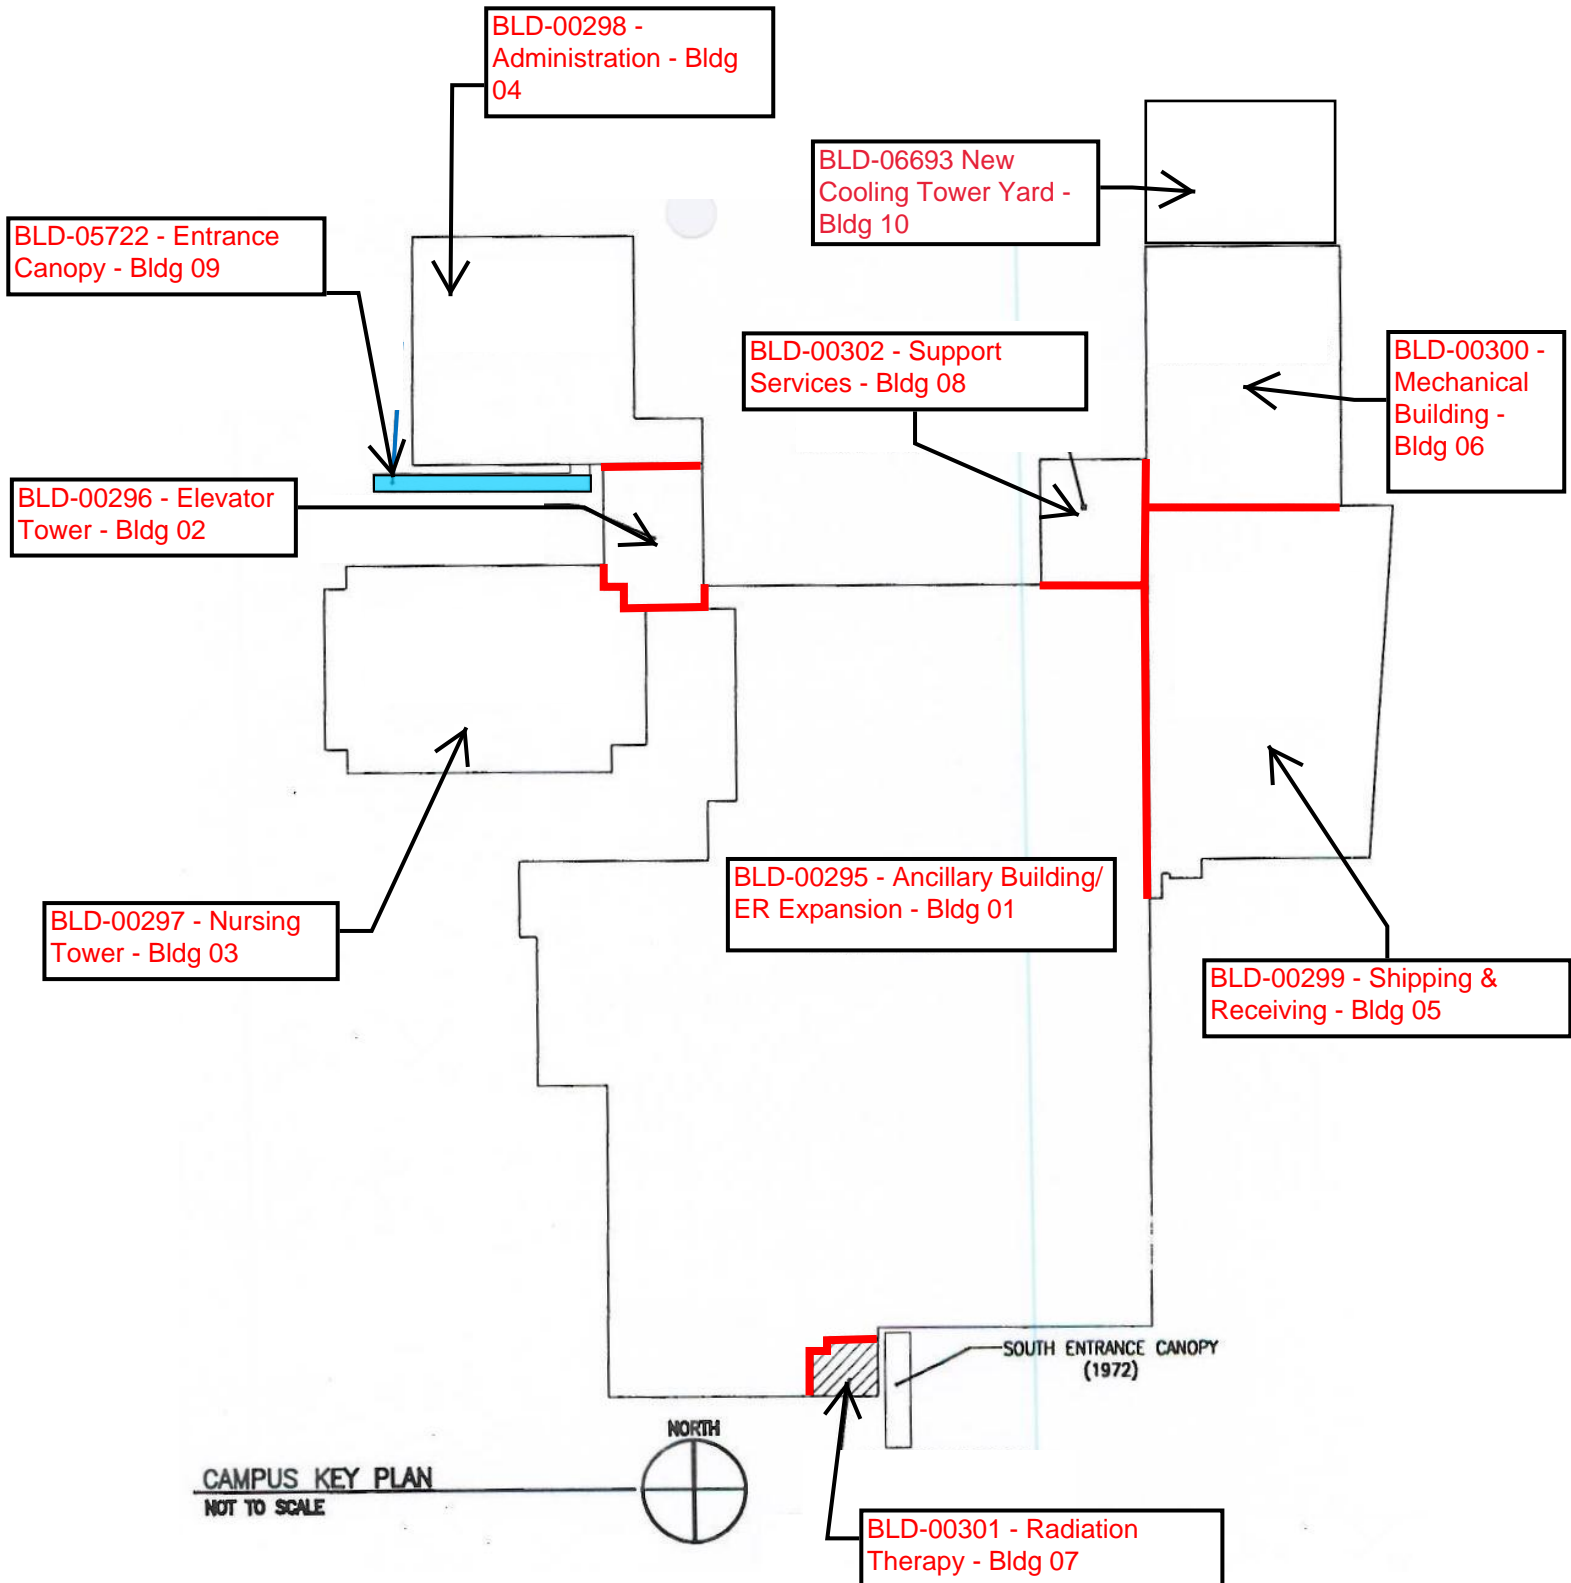 BLD-00298 -
Administration - Bldg
04
BLD-06693 New
Cooling Tower Yard -
Bldg 10
BLD-05722 - Entrance
Canopy - Bldg 09
BLD-00302 - Support
Services - Bldg 08
BLD-00300 -
Mechanical
Building -
Bldg 06
BLD-00296 - Elevator
Tower - Bldg 02
BLD-00295 - Ancillary Building/
ER Expansion - Bldg 01
BLD-00297 - Nursing
Tower - Bldg 03
BLD-00299 - Shipping &
Receiving - Bldg 05
SOUTH ENTRANCE CANOPY
(1972)
NORTH
CAMPUS KEY PLAN
NOT TO SCALE
BLD-00301 - Radiation
Therapy - Bldg 07